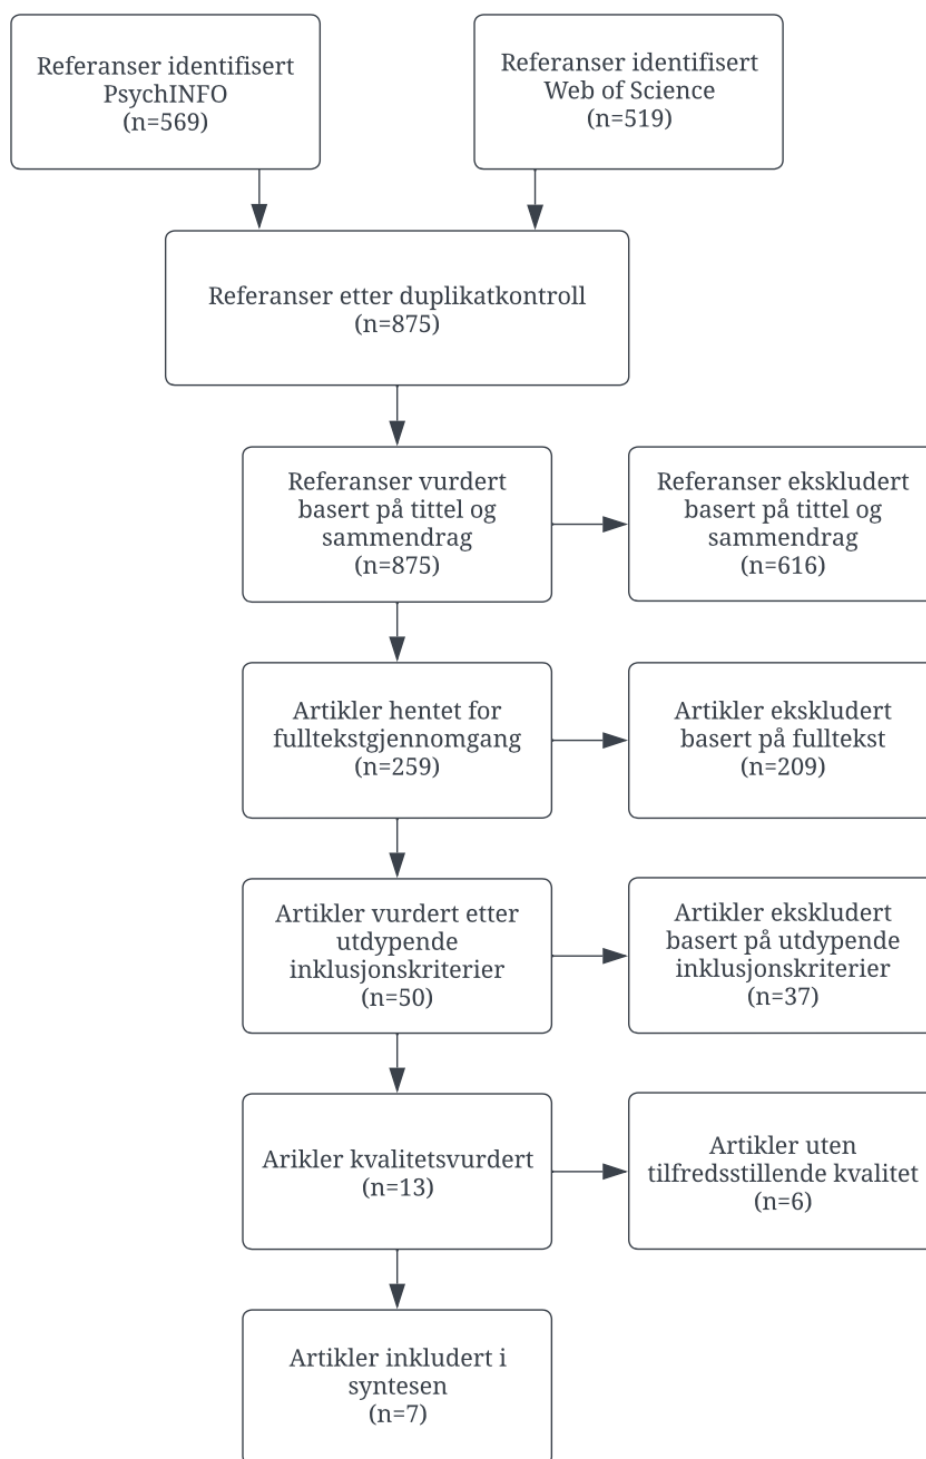 Referanser identifisert
PsychINFO
(n=569)
Referanser identifisert
Web of Science
(n=519)
Referanser etter duplikatkontroll
(n=875)
Referanser vurdert
basert på tittel og
sammendrag
(n=875)
Referanser ekskludert
basert på tittel og
sammendrag
(n=616)
Artikler hentet for
fulltekstgjennomgang
(n=259)
Artikler ekskludert
basert på fulltekst
(n=209)
Artikler vurdert etter
utdypende
inklusjonskriterier
(n=50)
Artikler ekskludert
basert på utdypende
inklusjonskriterier
(n=37)
Arikler kvalitetsvurdert
(n=13)
Artikler uten
tilfredsstillende kvalitet
(n=6)
Artikler inkludert i
syntesen
(n=7)